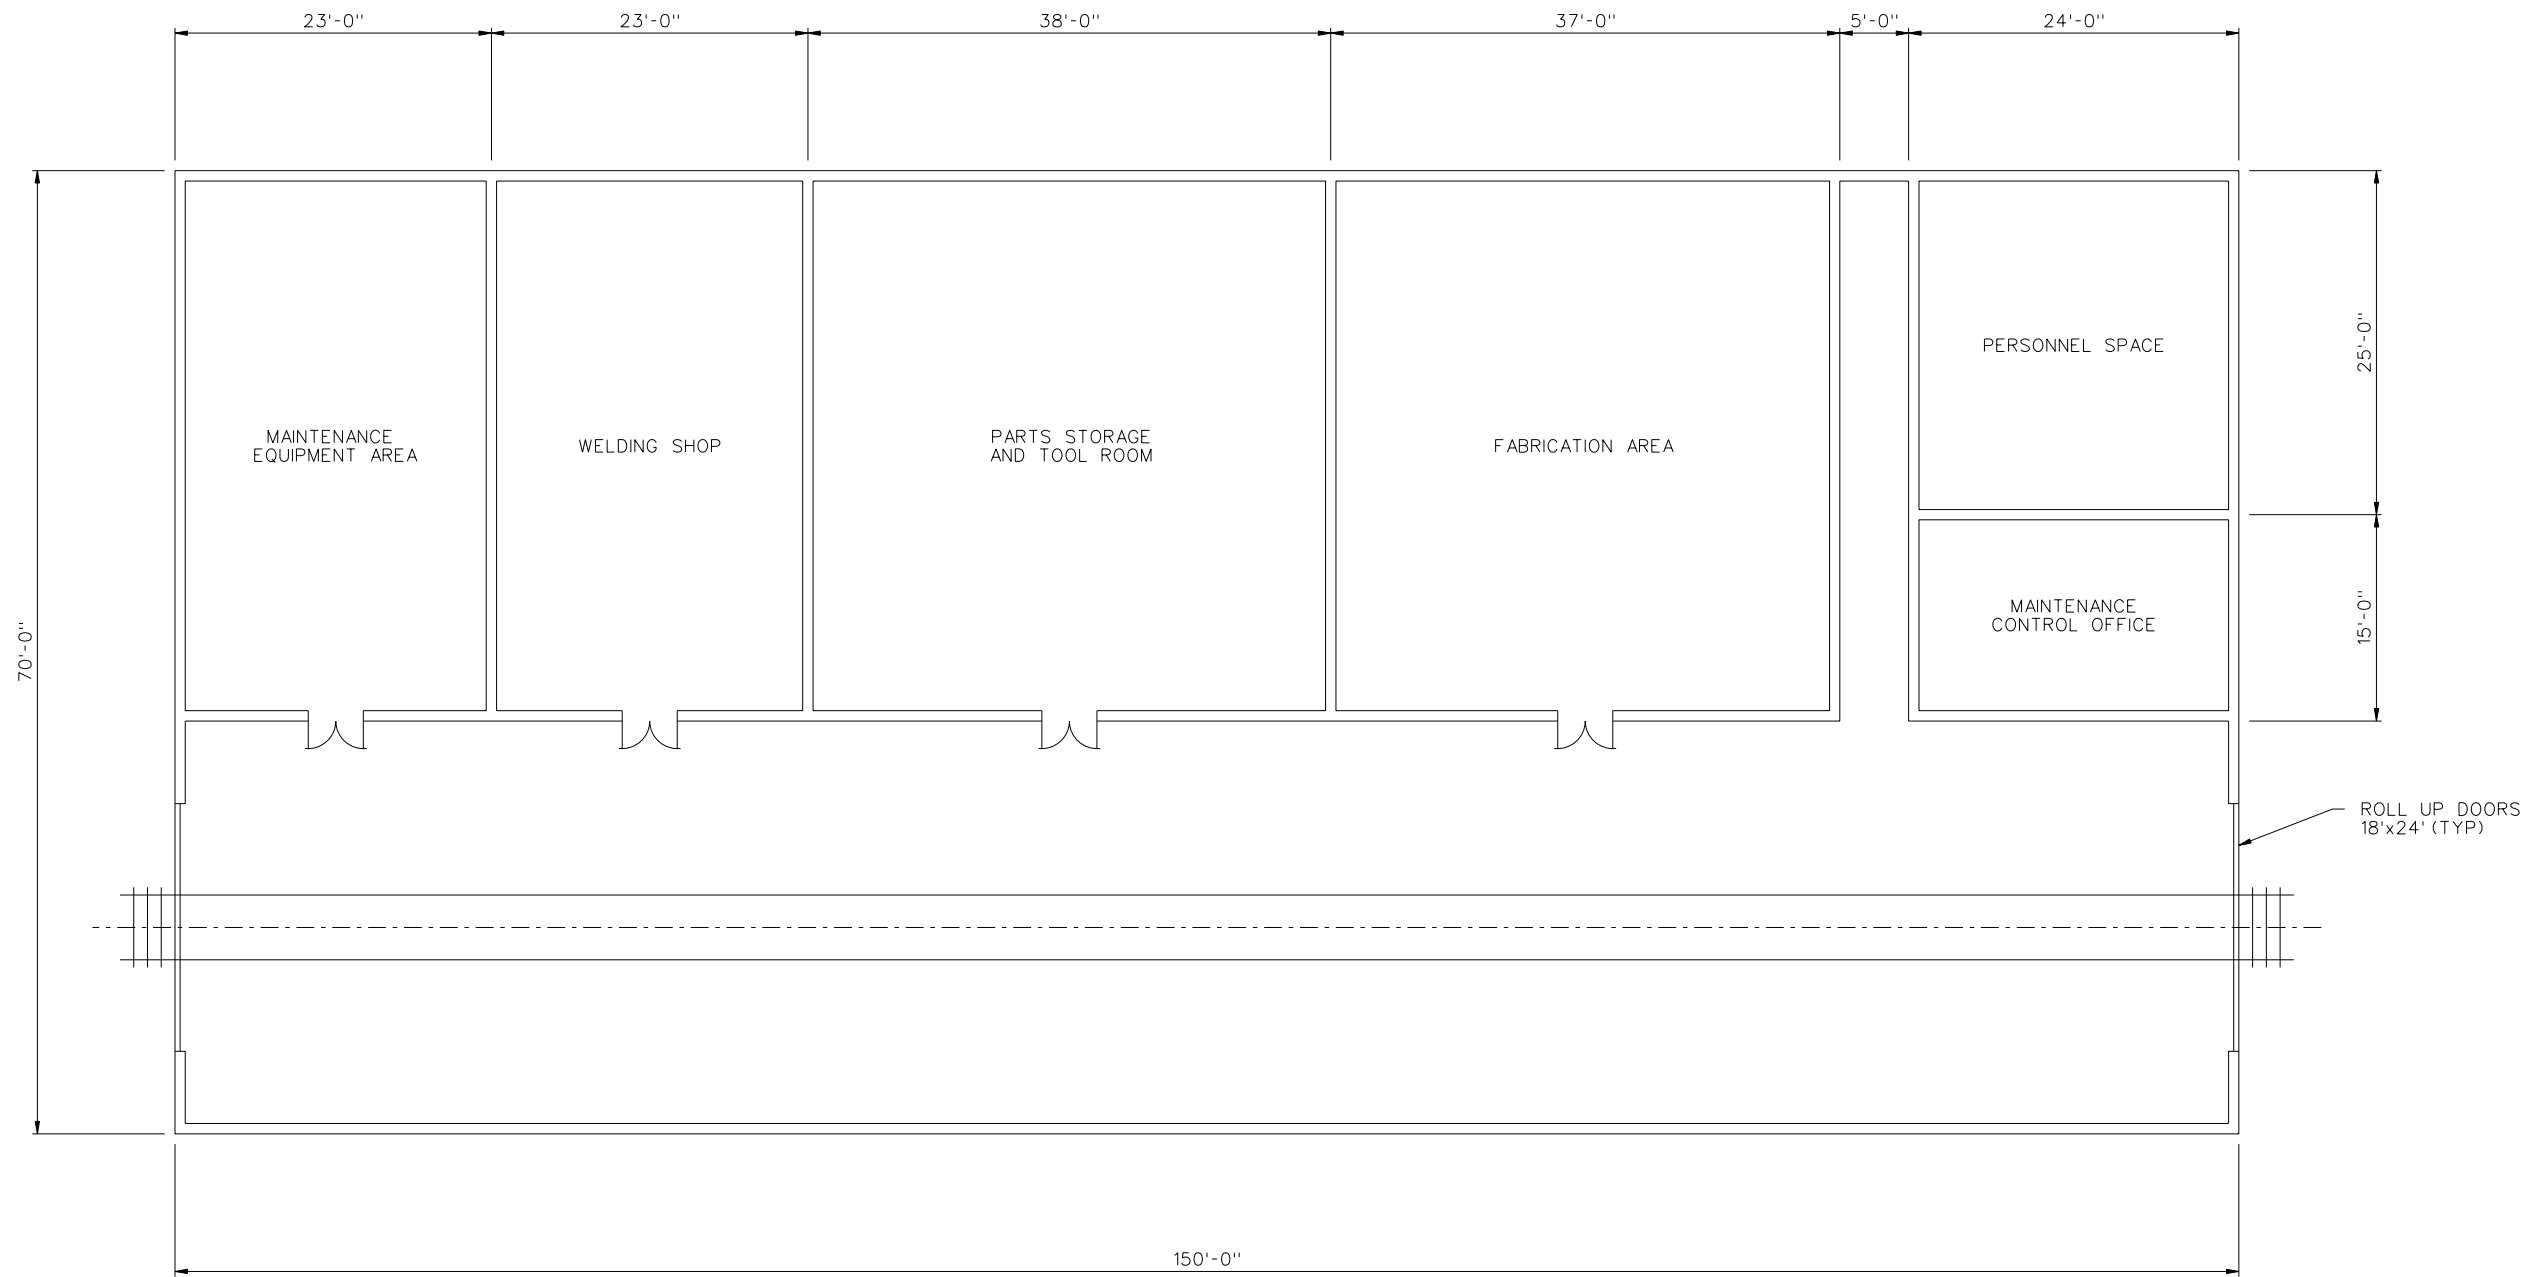 23'-0"
23'-0"
38'-0"
37'-0"
5'-0"
24'-0"
25'-0"
PERSONNEL SPACE
MAINTENANCE
EQUIPMENT AREA
WELDING SHOP
PARTS STORAGE
AND TOOL ROOM
FABRICATION AREA
70'-0"
MAINTENANCE
CONTROL OFFICE
15'-0"
ROLL UP DOORS
18'x24' (TYP)
150'-0"